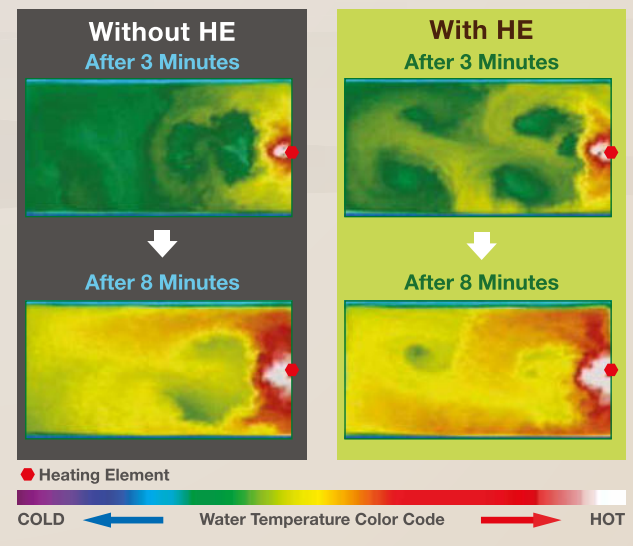 Without HE
After 3 Minutes
With HE
After 3 Minutes
After 8 Minutes
After 8 Minutes
Heating Element
COLD
Water Temperature Color Code
HOT